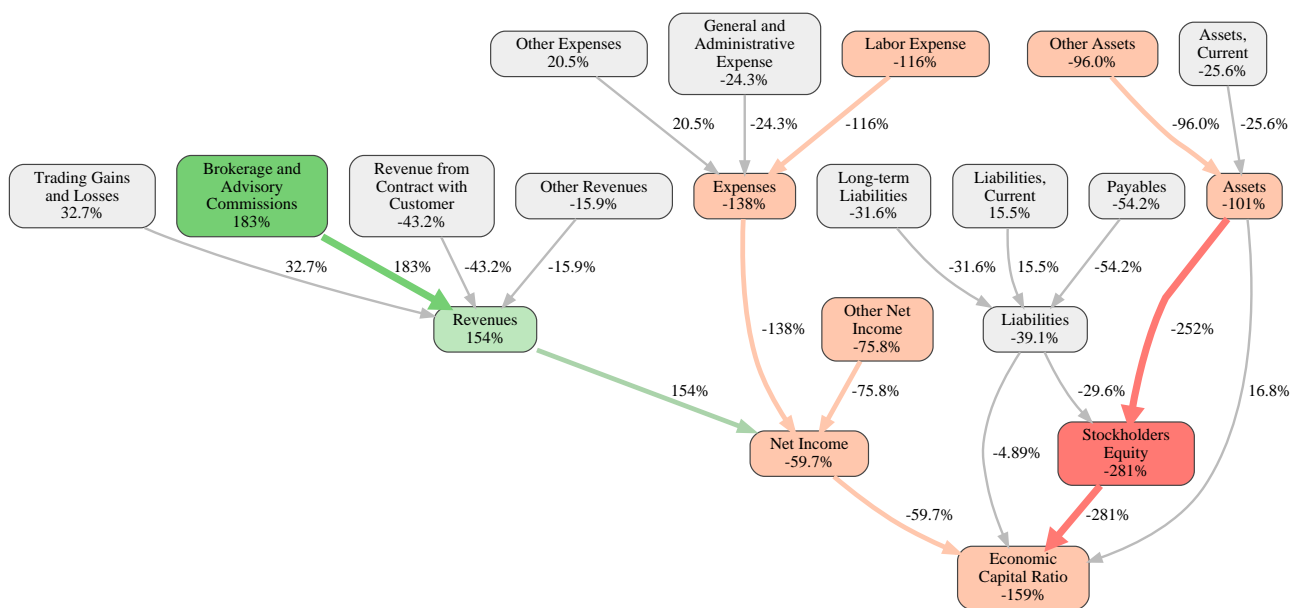 Other Expenses
20.5%
General and
Administrative
Expense
-24.3%
Labor Expense
-116%
Other Assets
-96.0%
Assets,
Current
-25.6%
20.5%
-24.3%
-116%
-96.0%
-25.6%
Trading Gains
and Losses
32.7%
Brokerage and
Advisory
Commissions
183%
Revenue from
Contract with
Customer
-43.2%
Other Revenues
-15.9%
Expenses
-138%
Long-term
Liabilities
-31.6%
Liabilities,
Current
15.5%
Payables
-54.2%
Assets
-101%
32.7%
183%
-43.2%
-15.9%
-31.6%
15.5%
-54.2%
Revenues
154%
-138%
Other Net
Income
-75.8%
Liabilities
-39.1%
-252%
154%
-75.8%
-29.6%
16.8%
Net Income
-59.7%
-4.89%
Stockholders
Equity
-281%
-59.7%
-281%
Economic
Capital Ratio
-159%